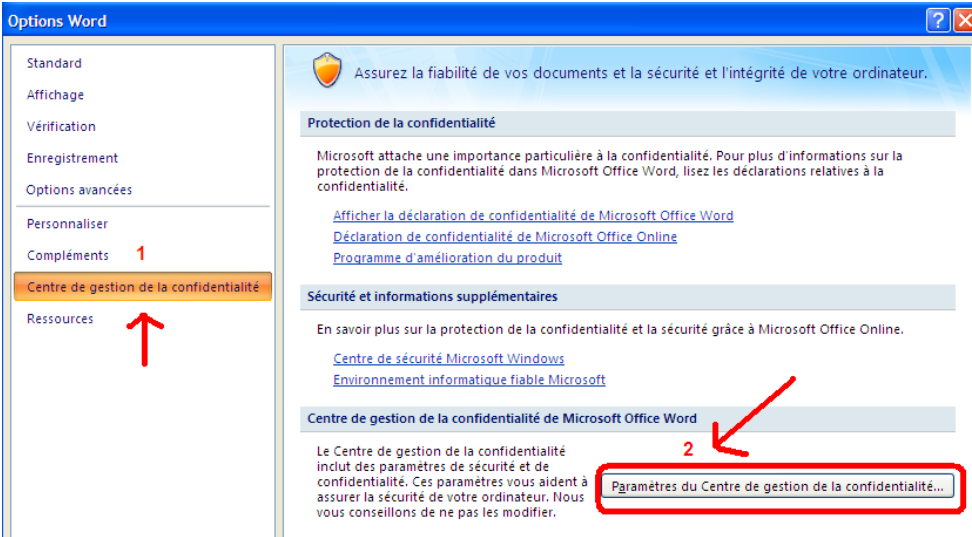 Options Word
Standard
Affichage
Vérification
Enregistrement
Options avancées
Personnaliser
Compléments 1
Centre de gestion de la confidentialité
Ressources
Assurez la fiabilité de vos documents et la sécurité et l'intégrité de votre ordinateur.
Protection de la confidentialité
Microsoft attache une importance particulière à la confidentialité. Pour plus d'informations sur la
protection de la confidentialité dans Microsoft Office Word, lisez les déclarations relatives à la
confidentialité.
Afficher la déclaration de confidentialité de Microsoft Office Word
Déclaration de confidentialité de Microsoft Office Online
Programme d'amélioration du produit
Sécurité et informations supplémentaires
En savoir plus sur la protection de la confidentialité et la sécurité grâce à Microsoft Office Online.
Centre de sécurité Microsoft Windows
Environnement informatique fiable Microsoft
Centre de gestion de la confidentialité de Microsoft Office Word
Le Centre de gestion de la confidentialité
inclut des paramètres de sécurité et de
confidentialité. Ces paramètres vous aident à
assurer la sécurité de votre ordinateur. Nous
vous conseillons de ne pas les modifier.
2
Paramètres du Centre de gestion de la confidentialité...